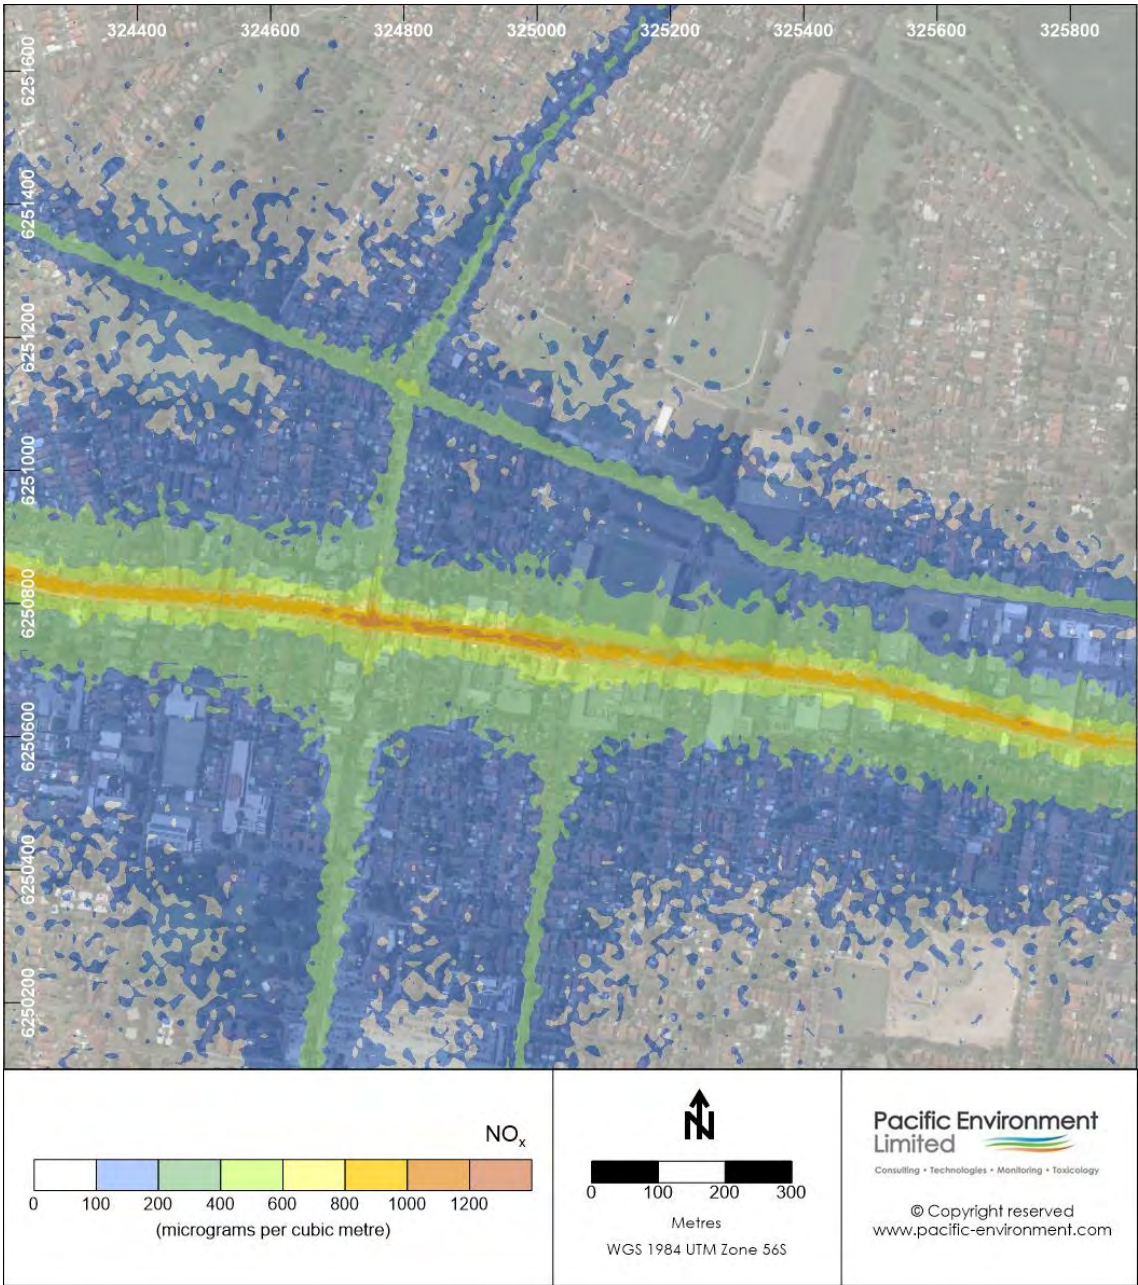 324400 324600 324800 325000 325200 325400 325600 325800
6251600
6251400
6251200
6251000
6250800
6250600
6250400
6250200
NOx
0 100 200 400 600 800 1000 1200
(micrograms per cubic metre)
N
0 100 200 300
Metres
WGS 1984 UTM Zone 56S
Pacific Environment
Limited
Consulting • Technologies • Monitoring • Toxicology
© Copyright reserved
www.pacific-environment.com